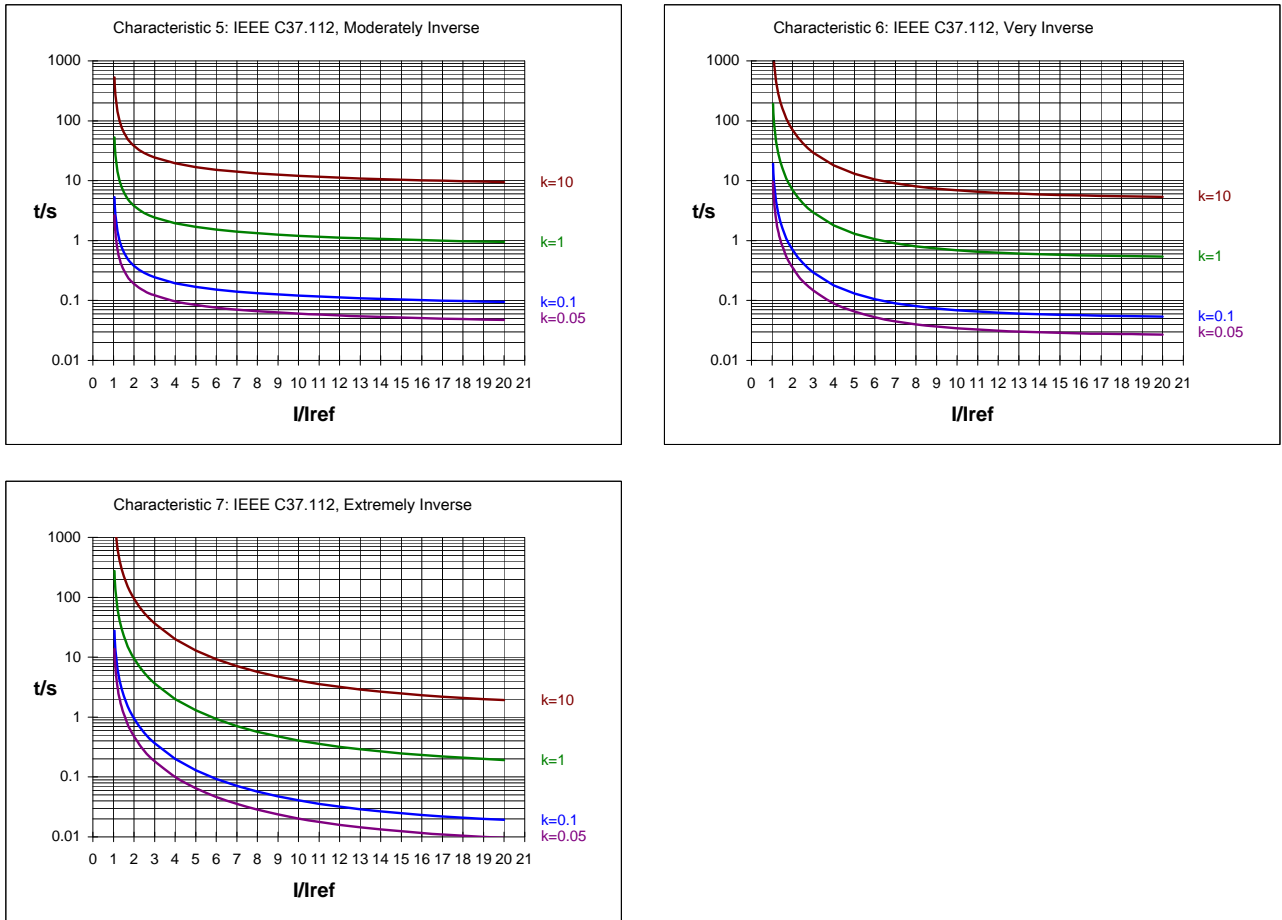 Characteristic 5: IEEE C37.112, Moderately Inverse
1000
100
10
1
0.1
0.01
t/s
k=10
k=1
k=0.1
k=0.05
0 1 2 3 4 5 6 7 8 9 10 11 12 13 14 15 16 17 18 19 20 21
I/Iref
Characteristic 6: IEEE C37.112, Very Inverse
1000
100
10
1
0.1
0.01
t/s
k=10
k=1
k=0.1
k=0.05
0 1 2 3 4 5 6 7 8 9 10 11 12 13 14 15 16 17 18 19 20 21
I/Iref
Characteristic 7: IEEE C37.112, Extremely Inverse
1000
100
10
1
0.1
0.01
t/s
k=10
k=1
k=0.1
k=0.05
0 1 2 3 4 5 6 7 8 9 10 11 12 13 14 15 16 17 18 19 20 21
I/Iref